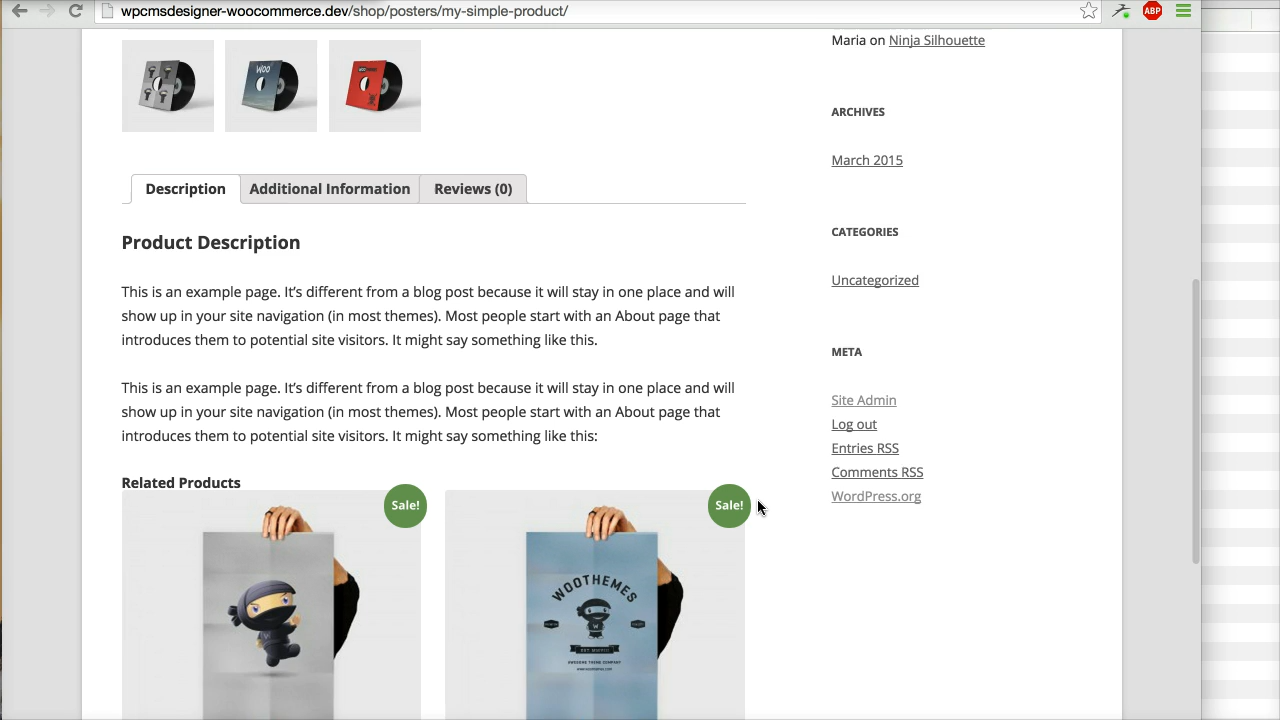 wpcmsdesigner-woocommerce.dev/shop/posters/my-simple-product/
ABP
Maria on Ninja Silhouette
WOO
ARCHIVES
March 2015
Description
Additional Information
Reviews (0)
CATEGORIES
Product Description
Uncategorized
This is an example page. It’s different from a blog post because it will stay in one place and will
show up in your site navigation (in most themes). Most people start with an About page that
introduces them to potential site visitors. It might say something like this.
META
This is an example page. It’s different from a blog post because it will stay in one place and will
show up in your site navigation (in most themes). Most people start with an About page that
introduces them to potential site visitors. It might say something like this:
Site Admin
Log out
Entries RSS
Comments RSS
WordPress.org
Related Products
Sale!
Sale!
WOOTHEMES
W
AWESOME THEME COMPANY